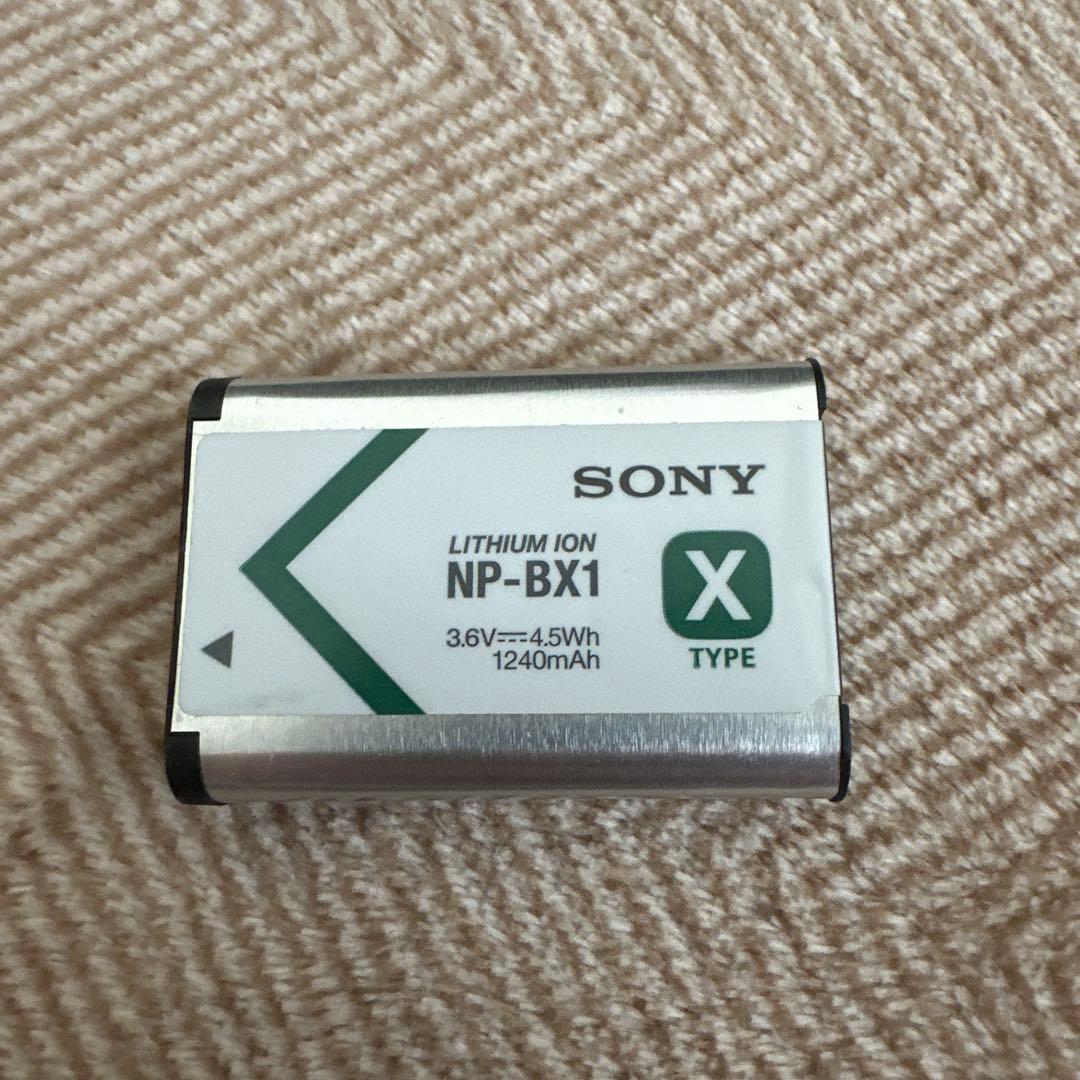 SONY
LITHIUM ION
NP-BX1
X
3.6V⎓4.5Wh
1240mAh
TYPE